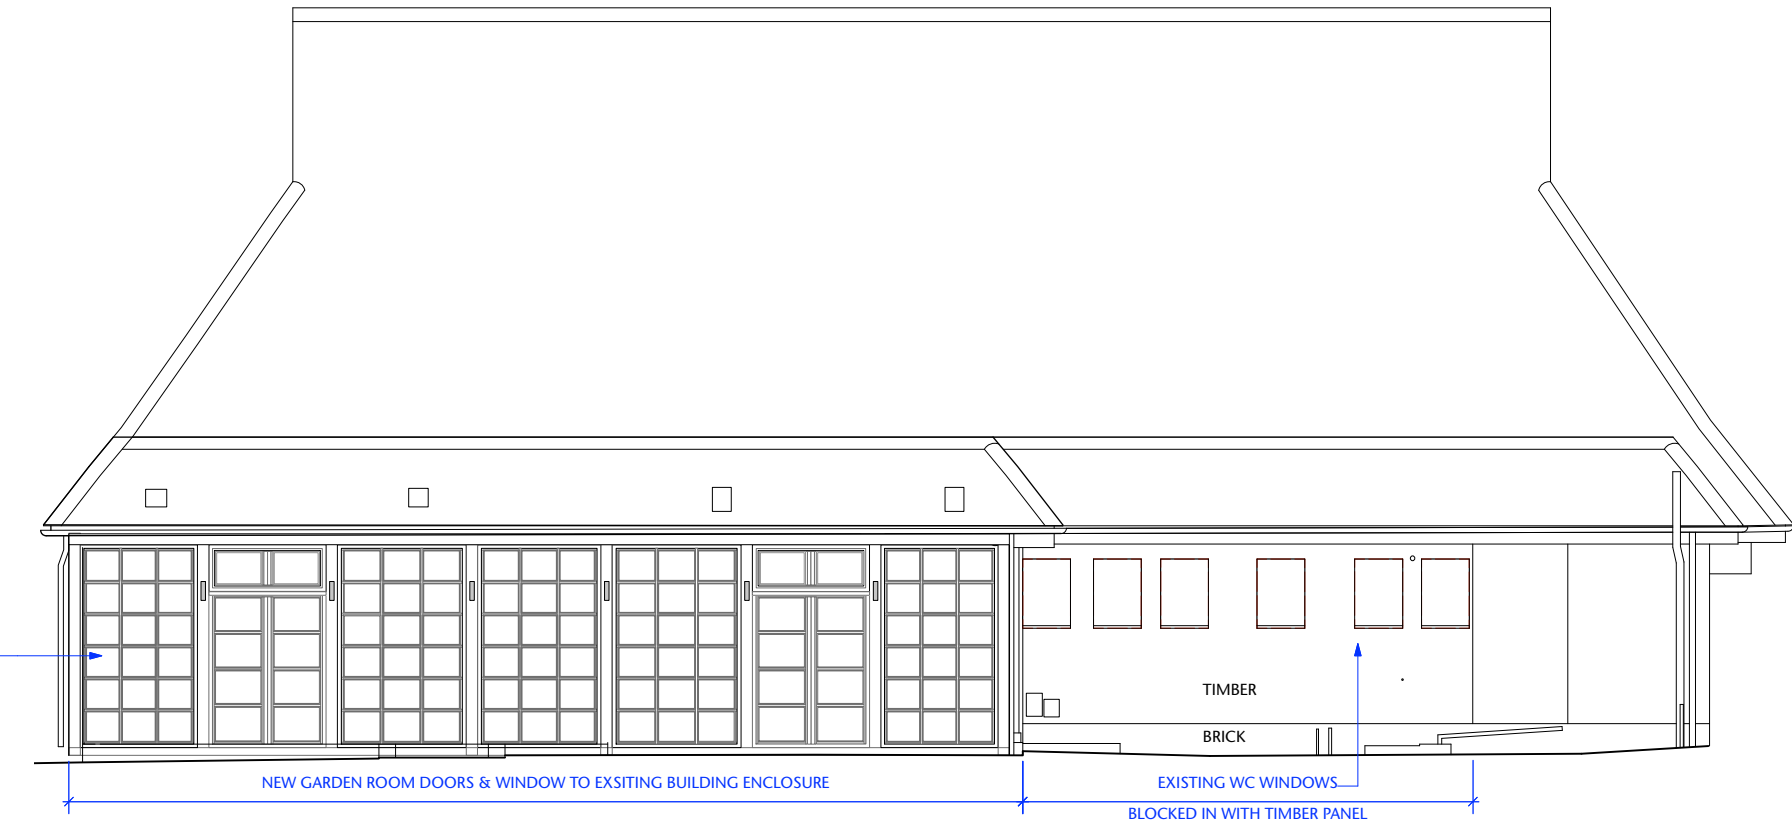 TIMBER
BRICK
NEW GARDEN ROOM DOORS & WINDOW TO EXSITING BUILDING ENCLOSURE
EXISTING WC WINDOWS
BLOCKED IN WITH TIMBER PANEL